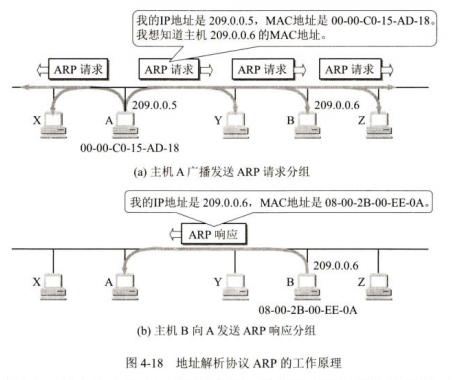 我的IP地址是 209.0.0.5，MAC地址是 00-00-C0-15-AD-18。
我想知道主机 209.0.0.6 的MAC地址。
ARP 请求 ARP 请求 ARP 请求 ARP 请求
209.0.0.5 209.0.0.6
X A Y B Z
00-00-C0-15-AD-18
(a) 主机 A 广播发送 ARP 请求分组
我的IP地址是 209.0.0.6，MAC地址是 08-00-2B-00-EE-0A。
ARP 响应
209.0.0.6
X A Y B Z
08-00-2B-00-EE-0A
(b) 主机 B 向 A 发送 ARP 响应分组
图 4-18 地址解析协议 ARP 的工作原理